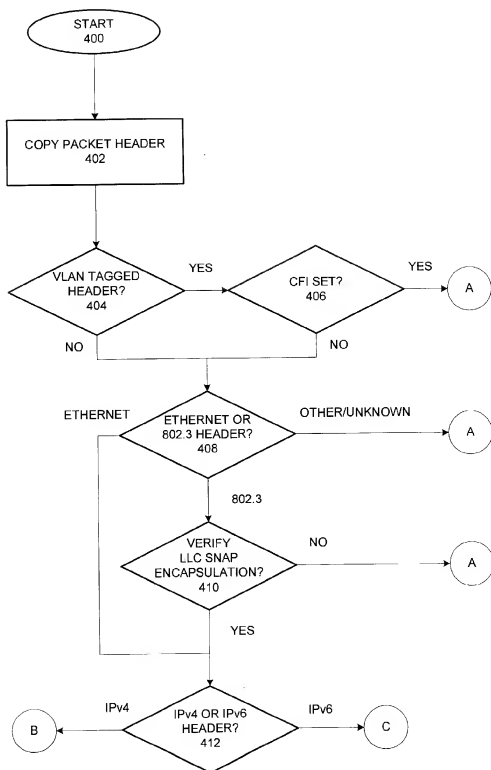 START
400
COPY PACKET HEADER
402
VLAN TAGGED
HEADER?
404
YES
CFI SET?
406
YES
A
NO
NO
ETHERNET
ETHERNET OR
802.3 HEADER?
408
OTHER/UNKNOWN
A
802.3
VERIFY
LLC SNAP
ENCAPSULATION?
410
NO
A
YES
IPv4
IPv4 OR IPv6
HEADER?
412
IPv6
B
C